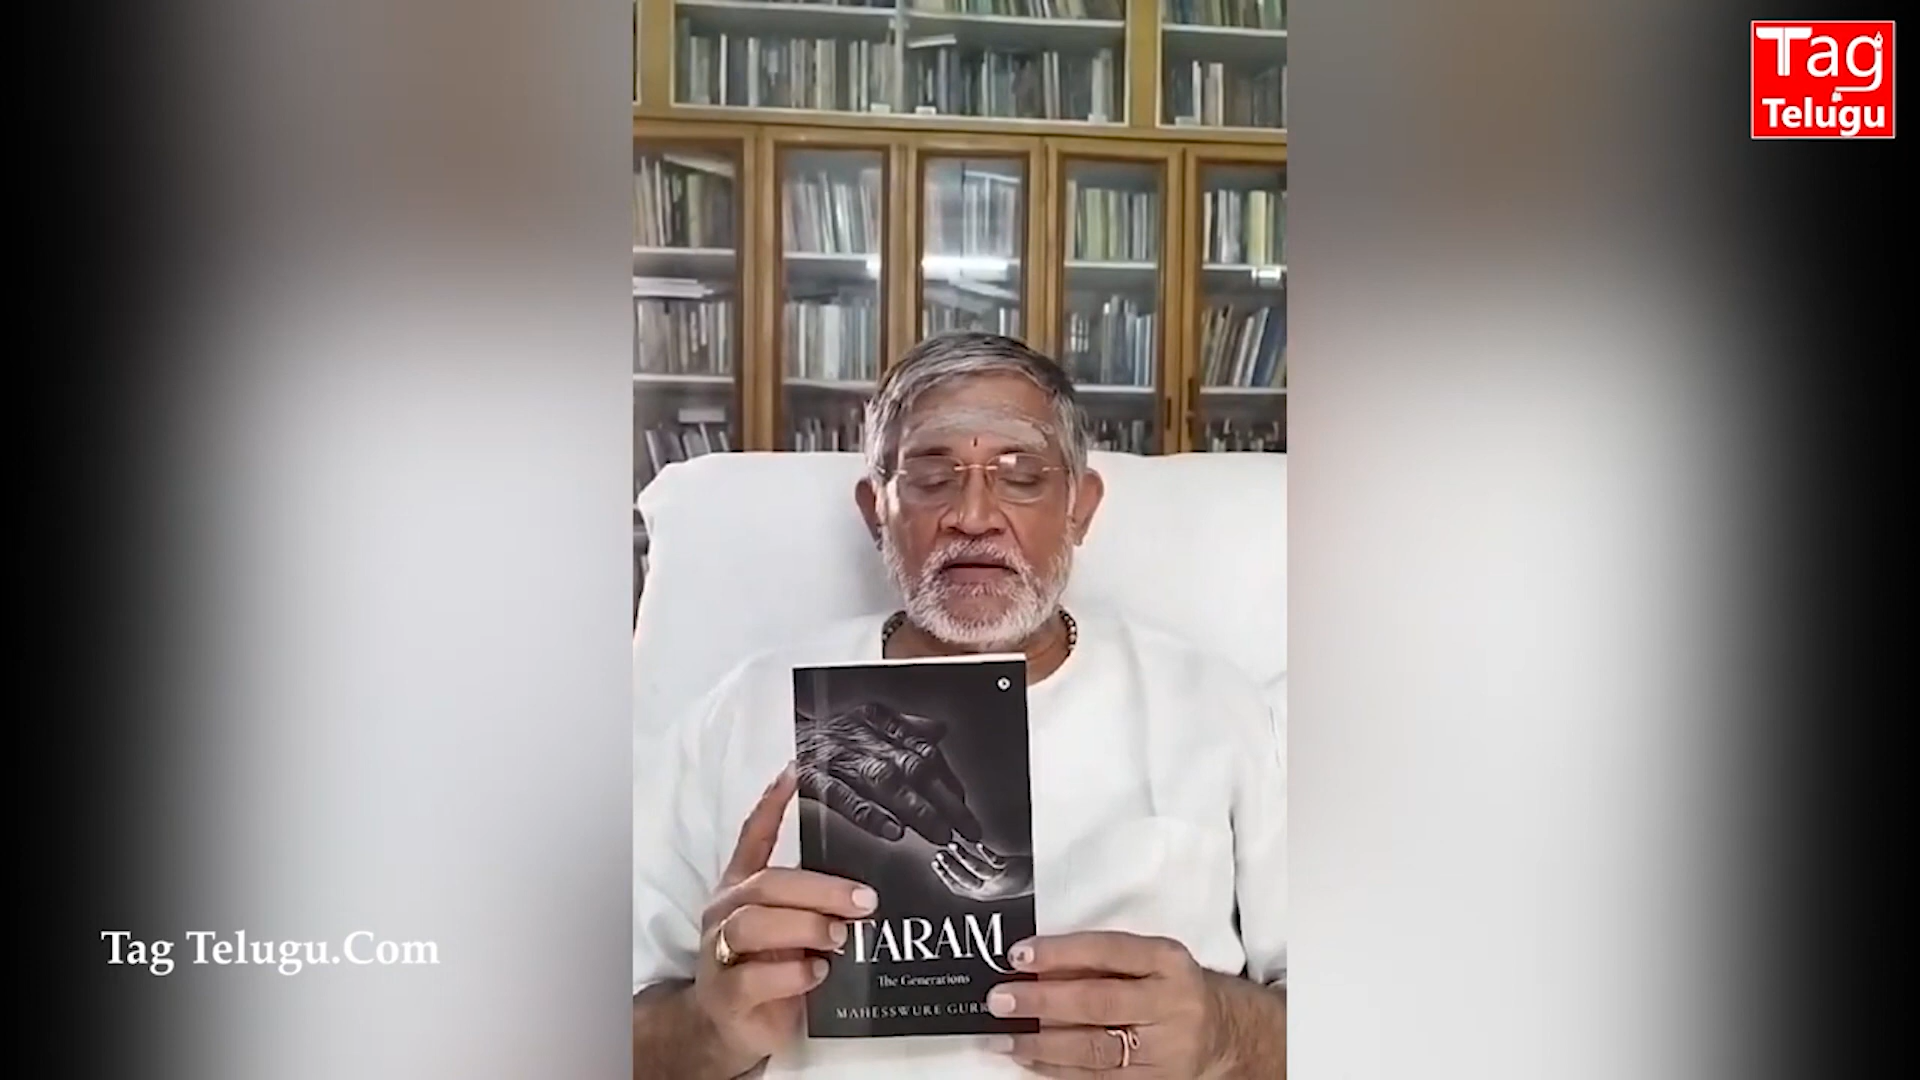 Tag
Telugu
TARAM
The Generations
MAHESSWURE
Tag Telugu.Com